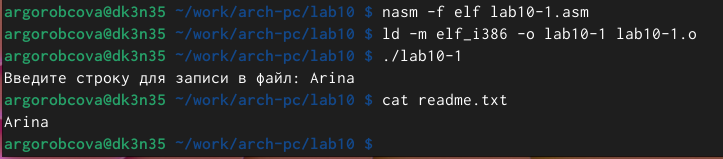 argorobcova@dk3n35 ~/work/arch-pc/lab10 $ nasm -f elf lab10-1.asm
argorobcova@dk3n35 ~/work/arch-pc/lab10 $ ld -m elf_i386 -o lab10-1 lab10-1.o
argorobcova@dk3n35 ~/work/arch-pc/lab10 $ ./lab10-1
Введите строку для записи в файл: Arina
argorobcova@dk3n35 ~/work/arch-pc/lab10 $ cat readme.txt
Arina
argorobcova@dk3n35 ~/work/arch-pc/lab10 $